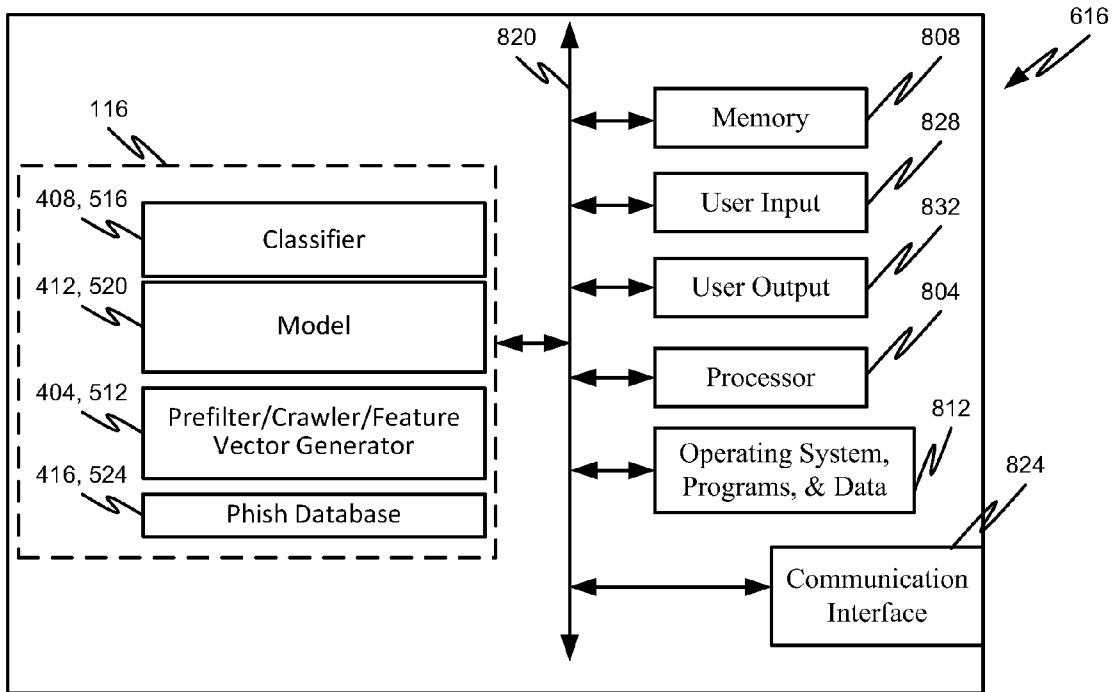 616
820
808
Memory
116
828
User Input
408, 516
Classifier
832
User Output
412, 520
Model
804
Processor
404, 512
Prefilter/Crawler/Feature
Vector Generator
812
Operating System,
Programs, & Data
416, 524
Phish Database
824
Communication
Interface